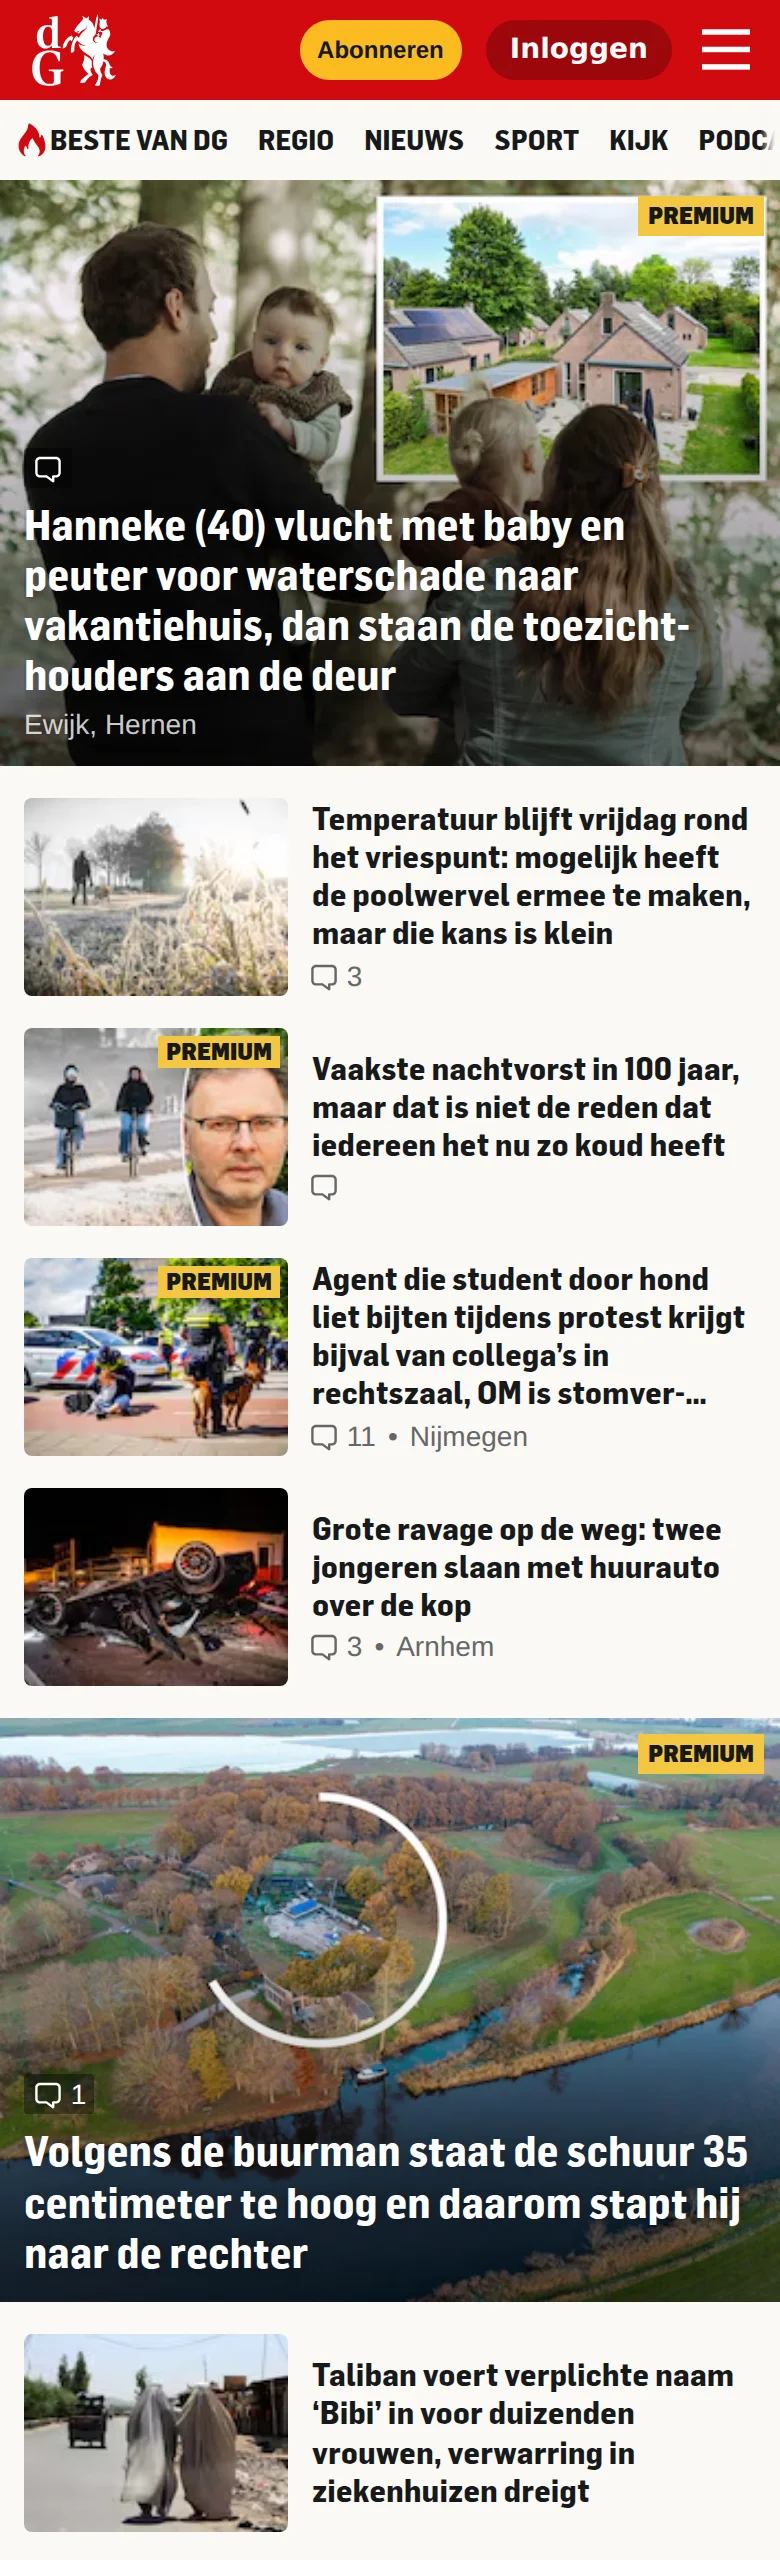 dG
Abonneren
Inloggen
BESTE VAN DG REGIO NIEUWS SPORT KIJK
PREMIUM
Hanneke (40) vlucht met baby en
peuter voor waterschade naar
vakantiehuis, dan staan de toezicht-
houders aan de deur
Ewijk, Hernen
Temperatuur blijft vrijdag rond
het vriespunt: mogelijk heeft
de poolwervel ermee te maken,
maar die kans is klein
3
PREMIUM
Vaakste nachtvorst in 100 jaar,
maar dat is niet de reden dat
iedereen het nu zo koud heeft
PREMIUM
Agent die student door hond
liet bijten tijdens protest krijgt
bijval van collega’s in
rechtszaal, OM is stomver-...
11 • Nijmegen
Grote ravage op de weg: twee
jongeren slaan met huurauto
over de kop
3 • Arnhem
PREMIUM
1
Volgens de buurman staat de schuur 35
centimeter te hoog en daarom stapt hij
naar de rechter
Taliban voert verplichte naam
‘Bibi’ in voor duizenden
vrouwen, verwarring in
ziekenhuizen dreigt